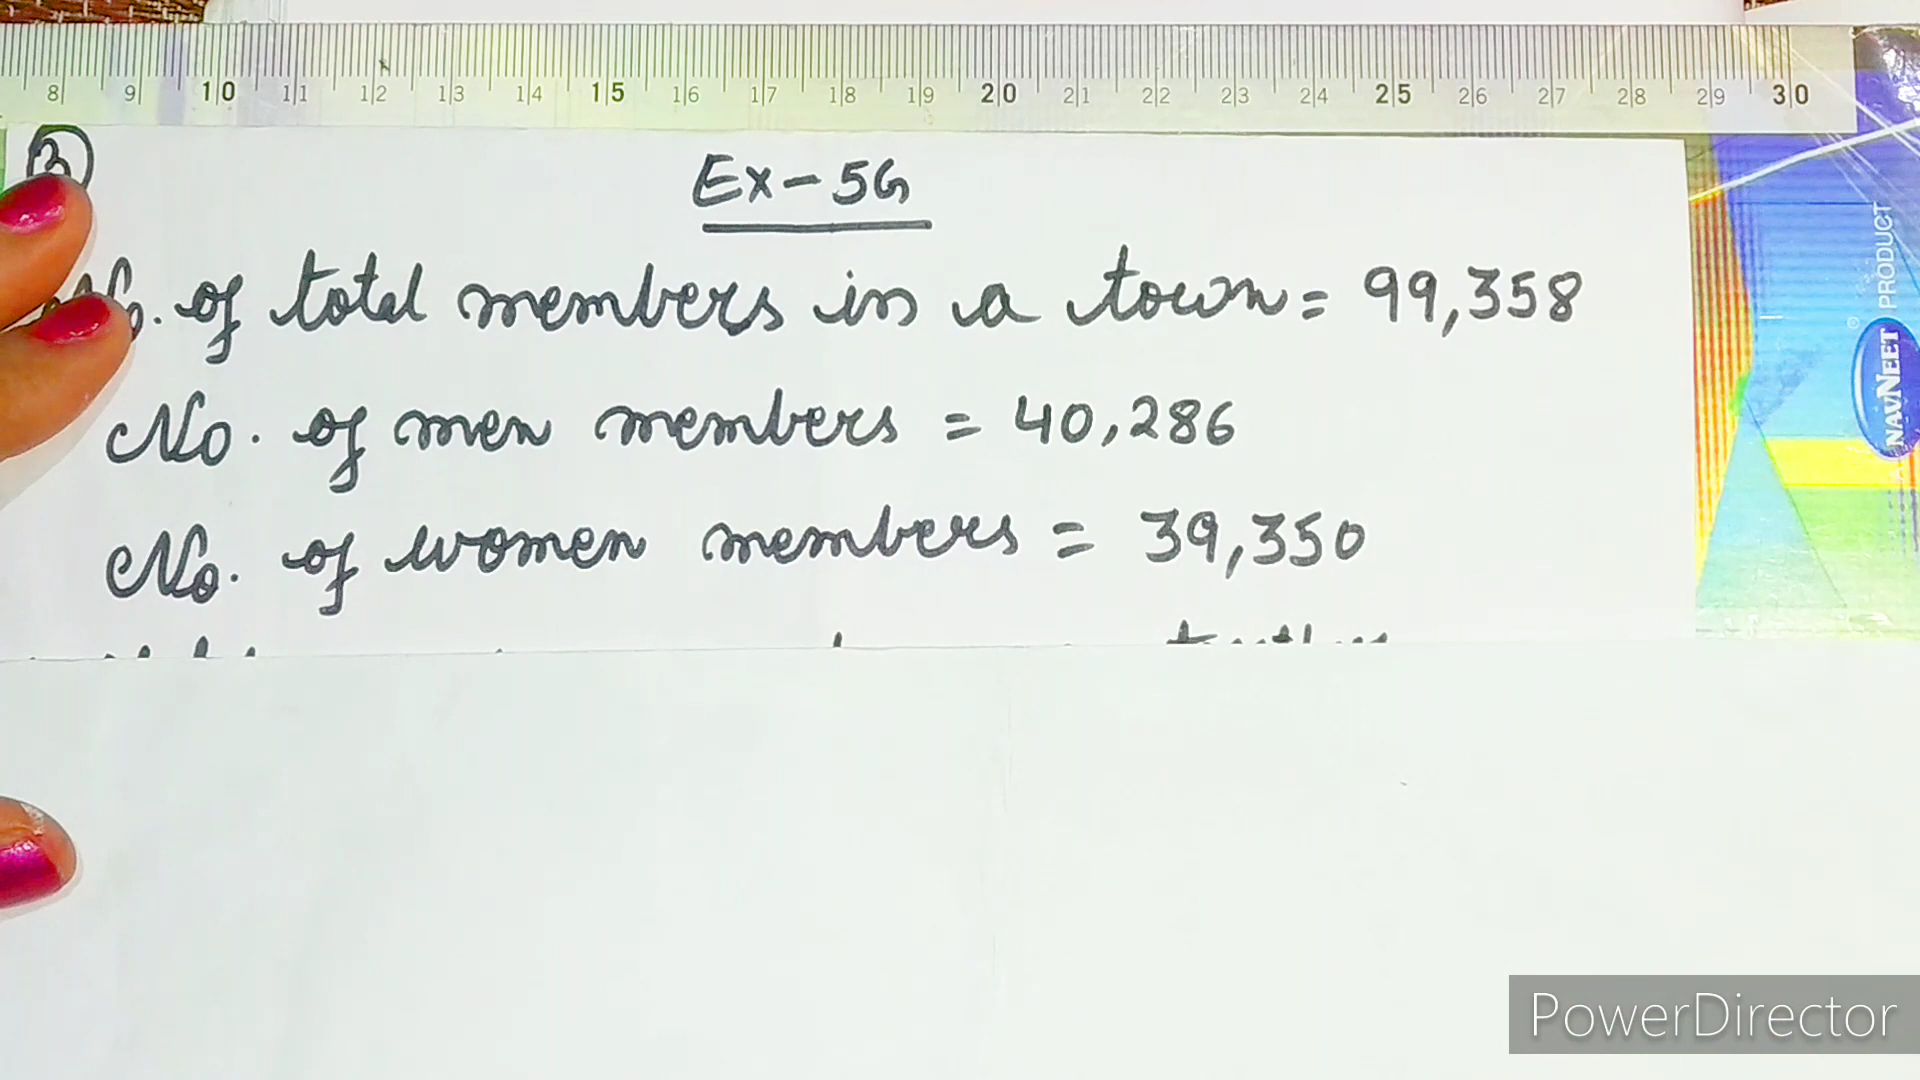 8 9 10 11 12 13 14 15 16 17 18 19 20 21 22 23 24 25 26 27 28 29 30
3
Ex-5G
No. of total members in a town = 99,358
No. of men members = 40,286
No. of women members = 39,350
NAVNEET PRODUCT
PowerDirector